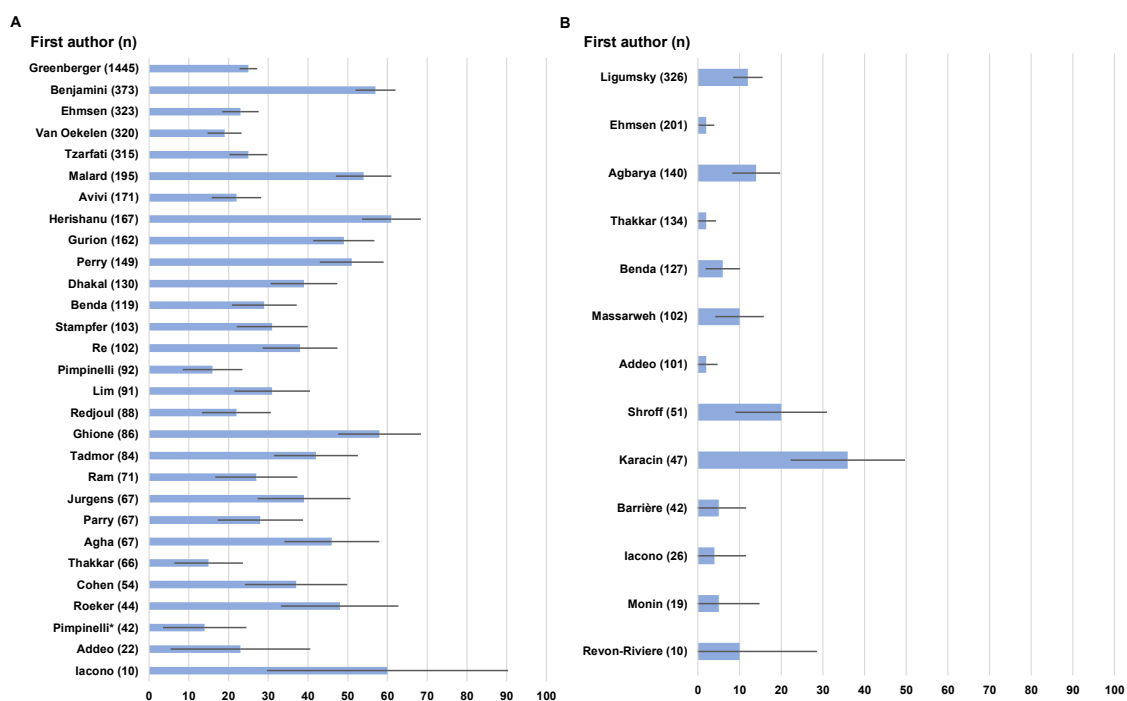 A
First author (n)
Greenberger (1445)
Benjamini (373)
Ehmsen (323)
Van Oekelen (320)
Tzarfati (315)
Malard (195)
Avivi (171)
Herishanu (167)
Gurion (162)
Perry (149)
Dhakal (130)
Benda (119)
Stampfer (103)
Re (102)
Pimpinelli (92)
Lim (91)
Redjoul (88)
Ghione (86)
Tadmor (84)
Ram (71)
Jurgens (67)
Parry (67)
Agha (67)
Thakkar (66)
Cohen (54)
Roeker (44)
Pimpinelli* (42)
Addeo (22)
Iacono (10)
0 10 20 30 40 50 60 70 80 90 100
B
First author (n)
Ligumsky (326)
Ehmsen (201)
Agbarya (140)
Thakkar (134)
Benda (127)
Massarweh (102)
Addeo (101)
Shroff (51)
Karacin (47)
Barrière (42)
Iacono (26)
Monin (19)
Revon-Riviere (10)
0 10 20 30 40 50 60 70 80 90 100